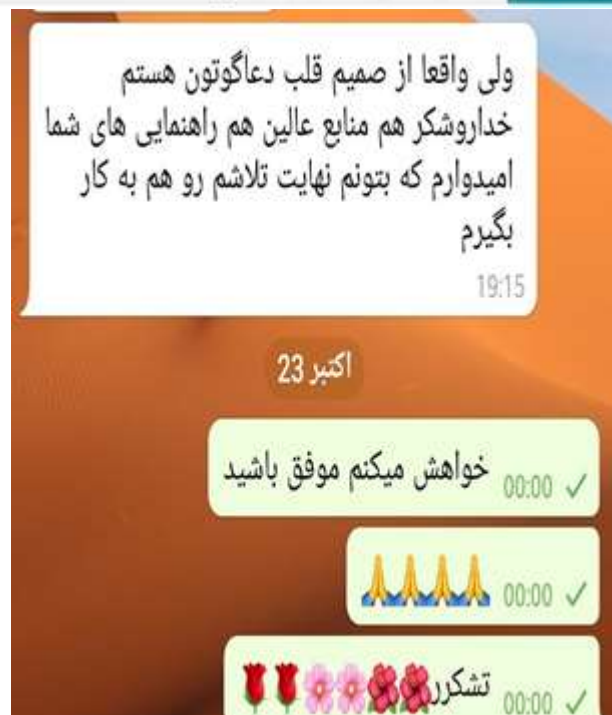 ولی واقعا از صمیم قلب دعاگوتون هستم
خداروشکر هم منابع عالین هم راهنمایی های شما
امیدوارم که بتونم نهایت تلاشم رو هم به کار
بگیرم
19:15
اکتبر 23
خواهش میکنم موفق باشید 00:00
🙏🙏🙏🙏 00:00
تشکرر🌺🌺🌸🌸🌹🌹 00:00